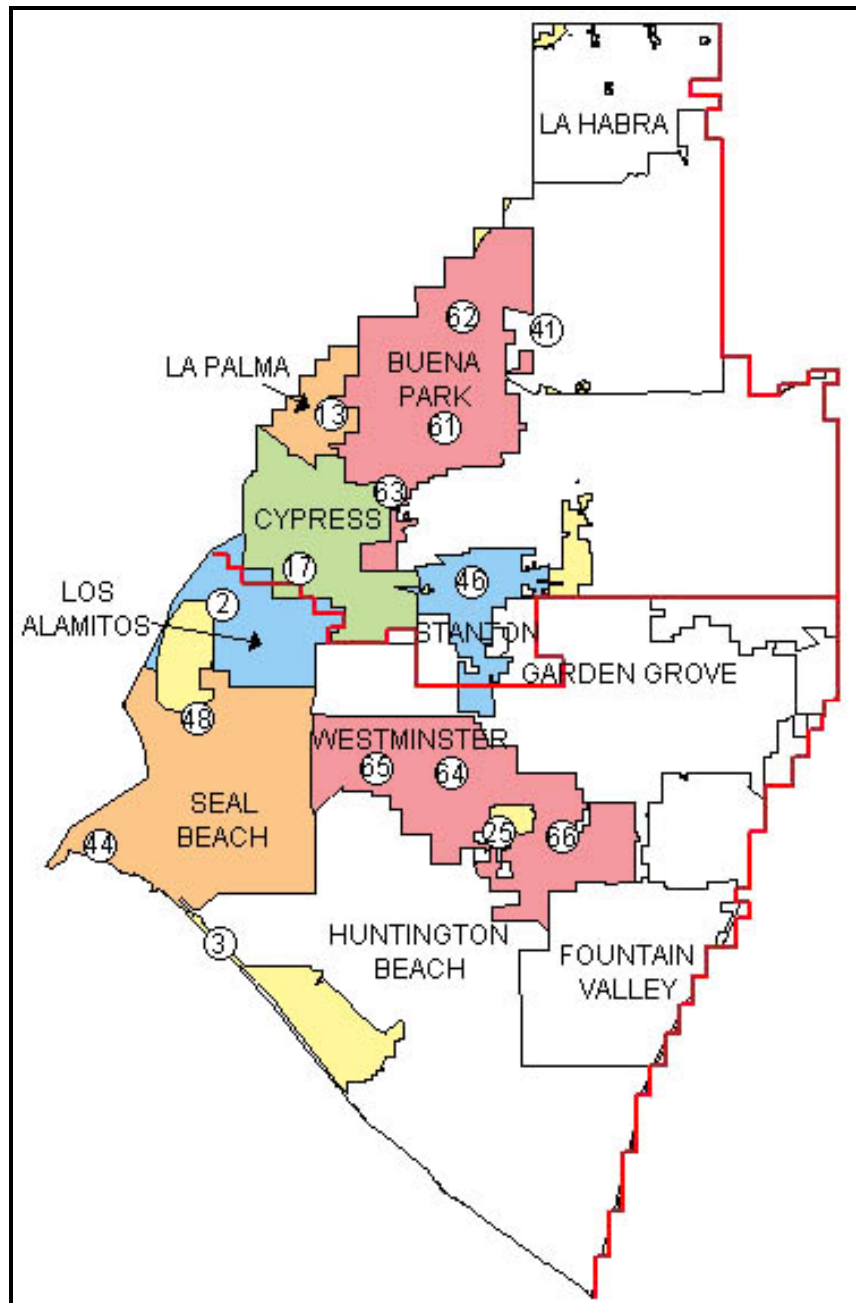 LA HABRA
62
41
BUENA
PARK
LA PALMA
13
61
63
CYPRESS
17
46
LOS
ALAMITOS
2
STANTON
GARDEN GROVE
48
WESTMINSTER
65
64
SEAL
BEACH
25
66
44
3
HUNTINGTON
BEACH
FOUNTAIN
VALLEY